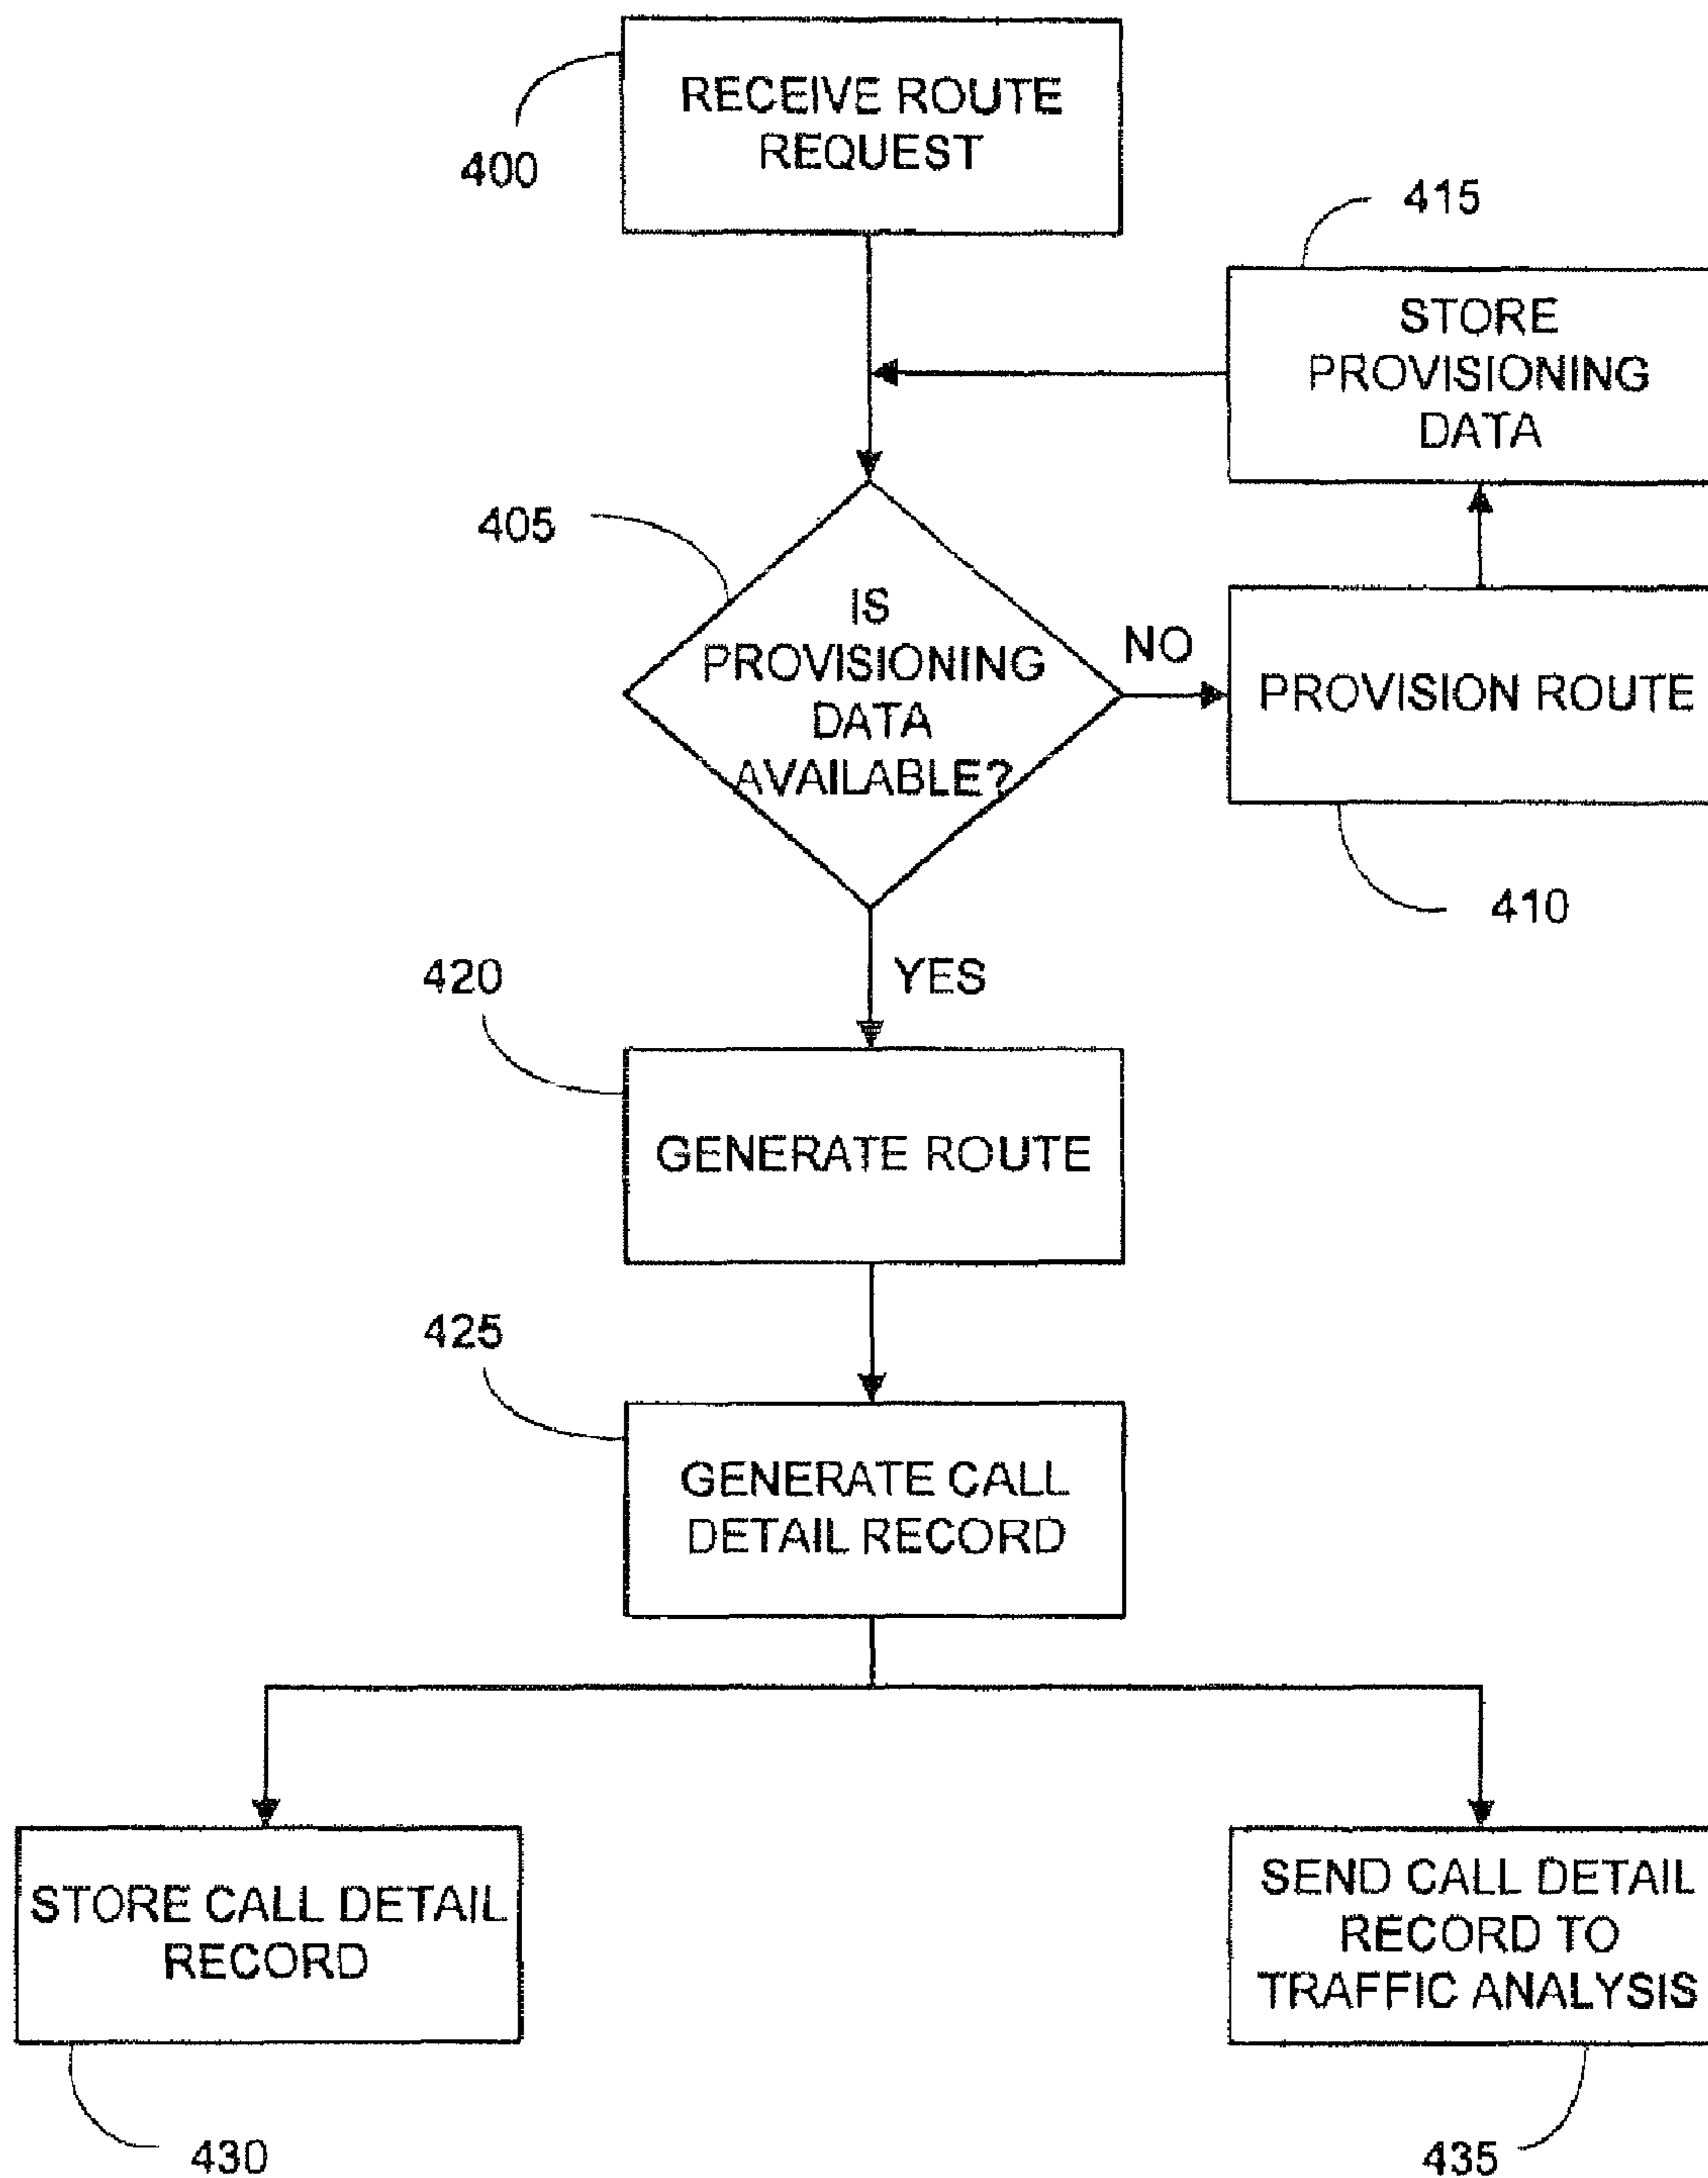 RECEIVE ROUTE
REQUEST
400
415
STORE
PROVISIONING
DATA
405
IS
PROVISIONING
DATA
AVAILABLE?
NO
PROVISION ROUTE
410
YES
420
GENERATE ROUTE
425
GENERATE CALL
DETAIL RECORD
STORE CALL DETAIL
RECORD
430
SEND CALL DETAIL
RECORD TO
TRAFFIC ANALYSIS
435